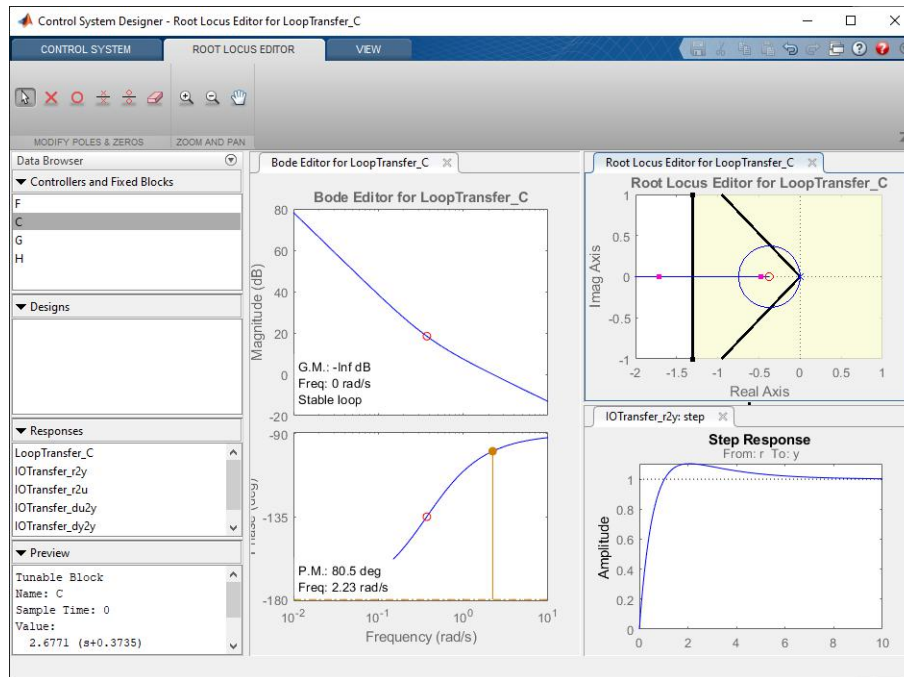 Control System Designer - Root Locus Editor for LoopTransfer_C
CONTROL SYSTEM
ROOT LOCUS EDITOR
VIEW
MODIFY POLES & ZEROS
ZOOM AND PAN
Data Browser
Controllers and Fixed Blocks
F
C
G
H
Designs
Responses
LoopTransfer_C
IOTransfer_r2y
IOTransfer_r2u
IOTransfer_du2y
IOTransfer_dy2y
Preview
Tunable Block
Name: C
Sample Time: 0
Value:
2.6771 (s+0.3735)
Bode Editor for LoopTransfer_C
Bode Editor for LoopTransfer_C
Magnitude (dB)
80
60
40
20
0
-20
G.M.: -Inf dB
Freq: 0 rad/s
Stable loop
-90
-135
-180
P.M.: 80.5 deg
Freq: 2.23 rad/s
10^-2
10^-1
10^0
10^1
Frequency (rad/s)
Root Locus Editor for LoopTransfer_C
Root Locus Editor for LoopTransfer_C
Imag Axis
1
0.5
0
-0.5
-1
-2
-1.5
-1
-0.5
0
0.5
1
Real Axis
IOTransfer_r2y: step
Step Response
From: r To: y
Amplitude
1
0.8
0.6
0.4
0.2
0
0
2
4
6
8
10